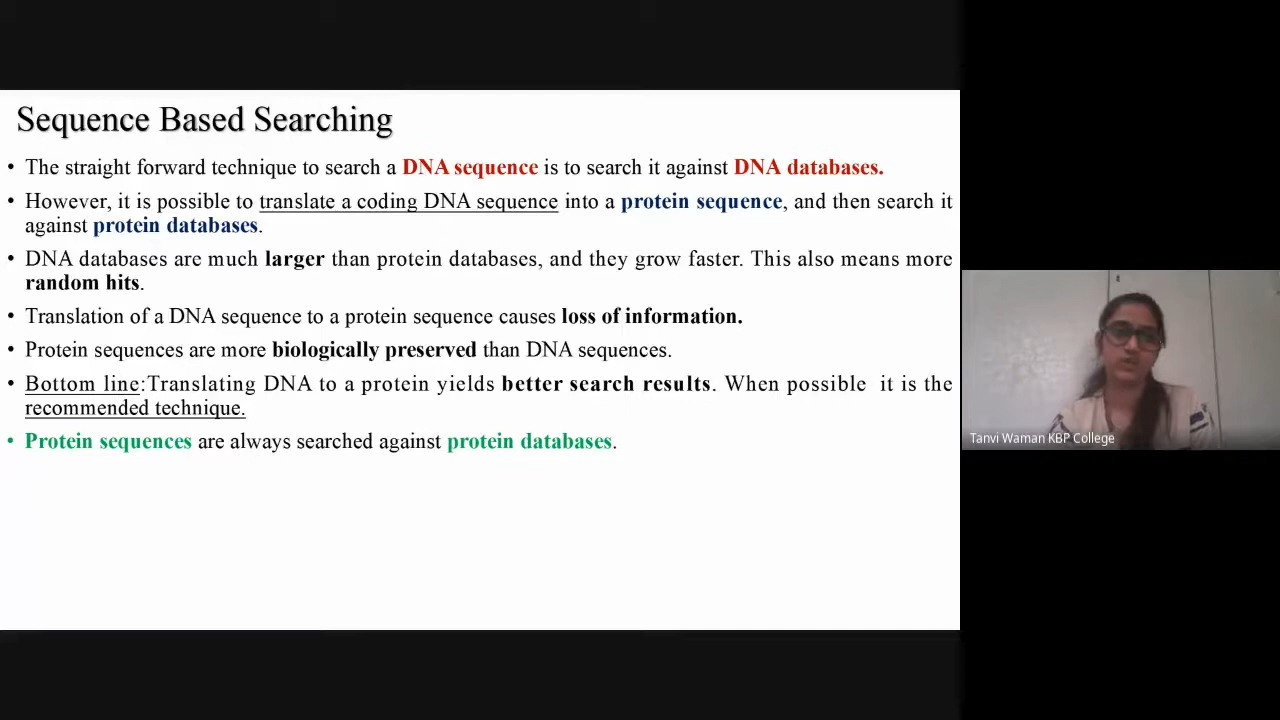 Sequence Based Searching
• The straight forward technique to search a DNA sequence is to search it against DNA databases.
• However, it is possible to translate a coding DNA sequence into a protein sequence, and then search it
against protein databases.
• DNA databases are much larger than protein databases, and they grow faster. This also means more
random hits.
• Translation of a DNA sequence to a protein sequence causes loss of information.
• Protein sequences are more biologically preserved than DNA sequences.
• Bottom line:Translating DNA to a protein yields better search results. When possible it is the
recommended technique.
• Protein sequences are always searched against protein databases.
Tanvi Waman KBP College